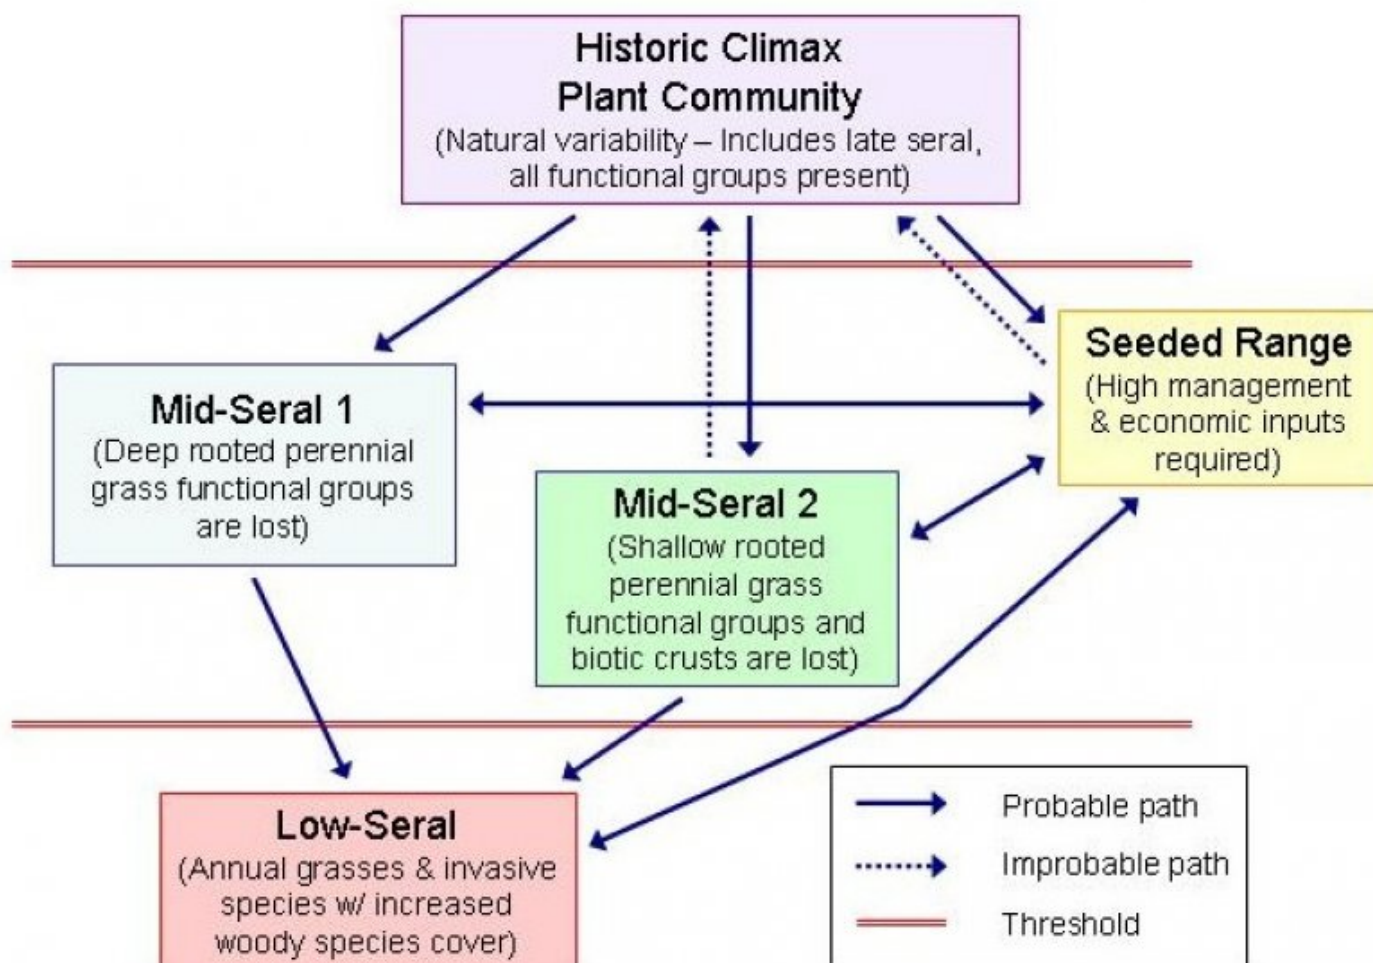 Historic Climax
Plant Community
(Natural variability – Includes late seral,
all functional groups present)
Seeded Range
(High management
& economic inputs
required)
Mid-Seral 1
(Deep rooted perennial
grass functional groups
are lost)
Mid-Seral 2
(Shallow rooted
perennial grass
functional groups and
biotic crusts are lost)
Low-Seral
(Annual grasses & invasive
species w/ increased
woody species cover)
Probable path
Improbable path
Threshold